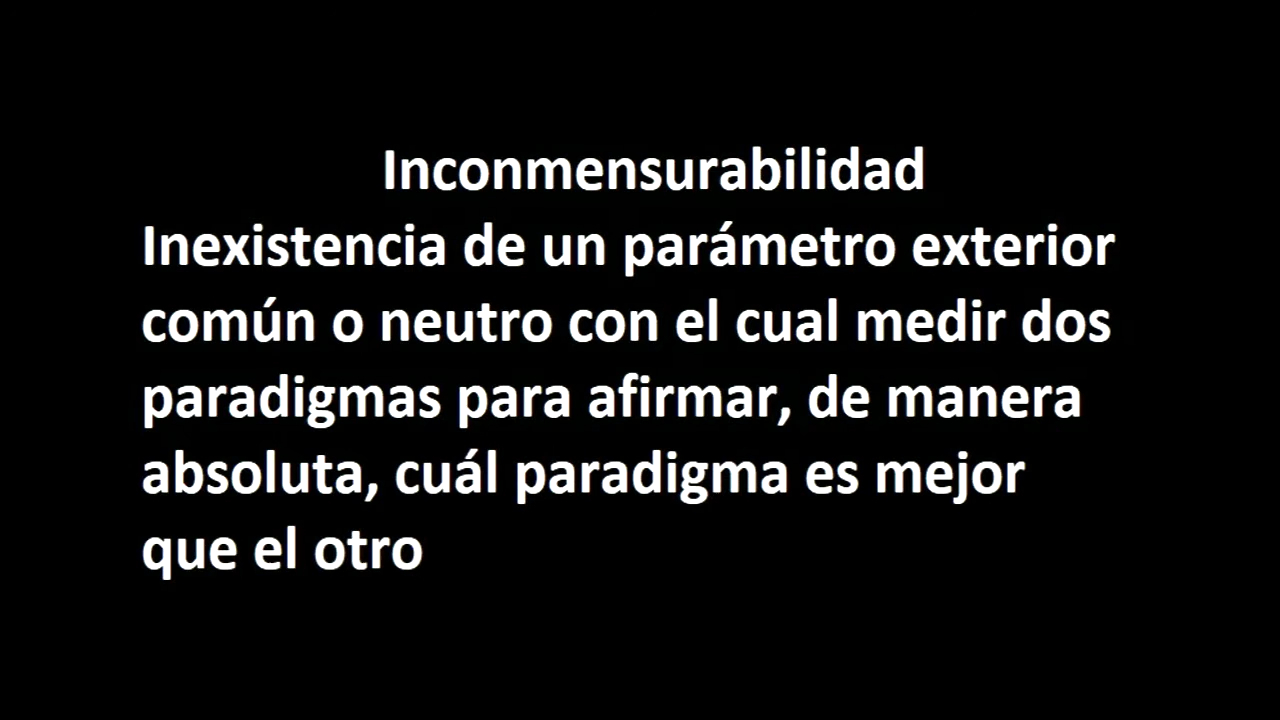 Inconmensurabilidad
Inexistencia de un parámetro exterior
común o neutro con el cual medir dos
paradigmas para afirmar, de manera
absoluta, cuál paradigma es mejor
que el otro